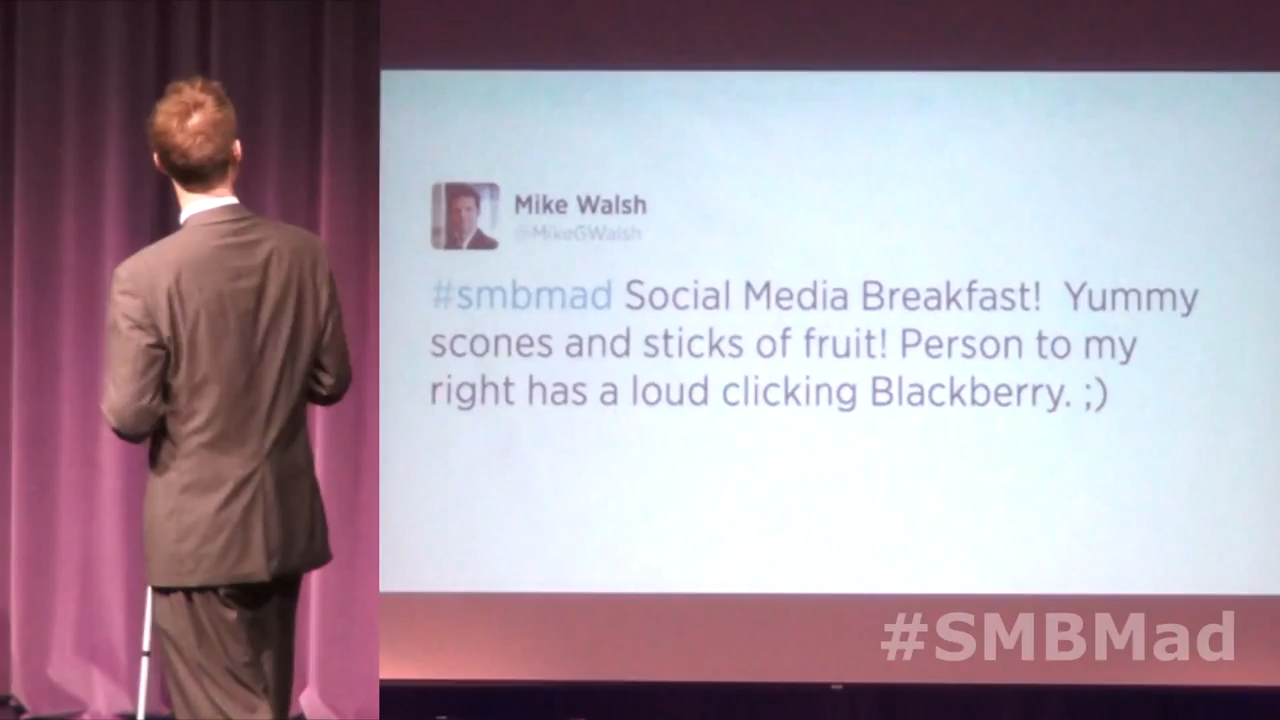 Mike Walsh
@MikeGWalsh
#smbmad Social Media Breakfast! Yummy
scones and sticks of fruit! Person to my
right has a loud clicking Blackberry. ;)
#SMBMad